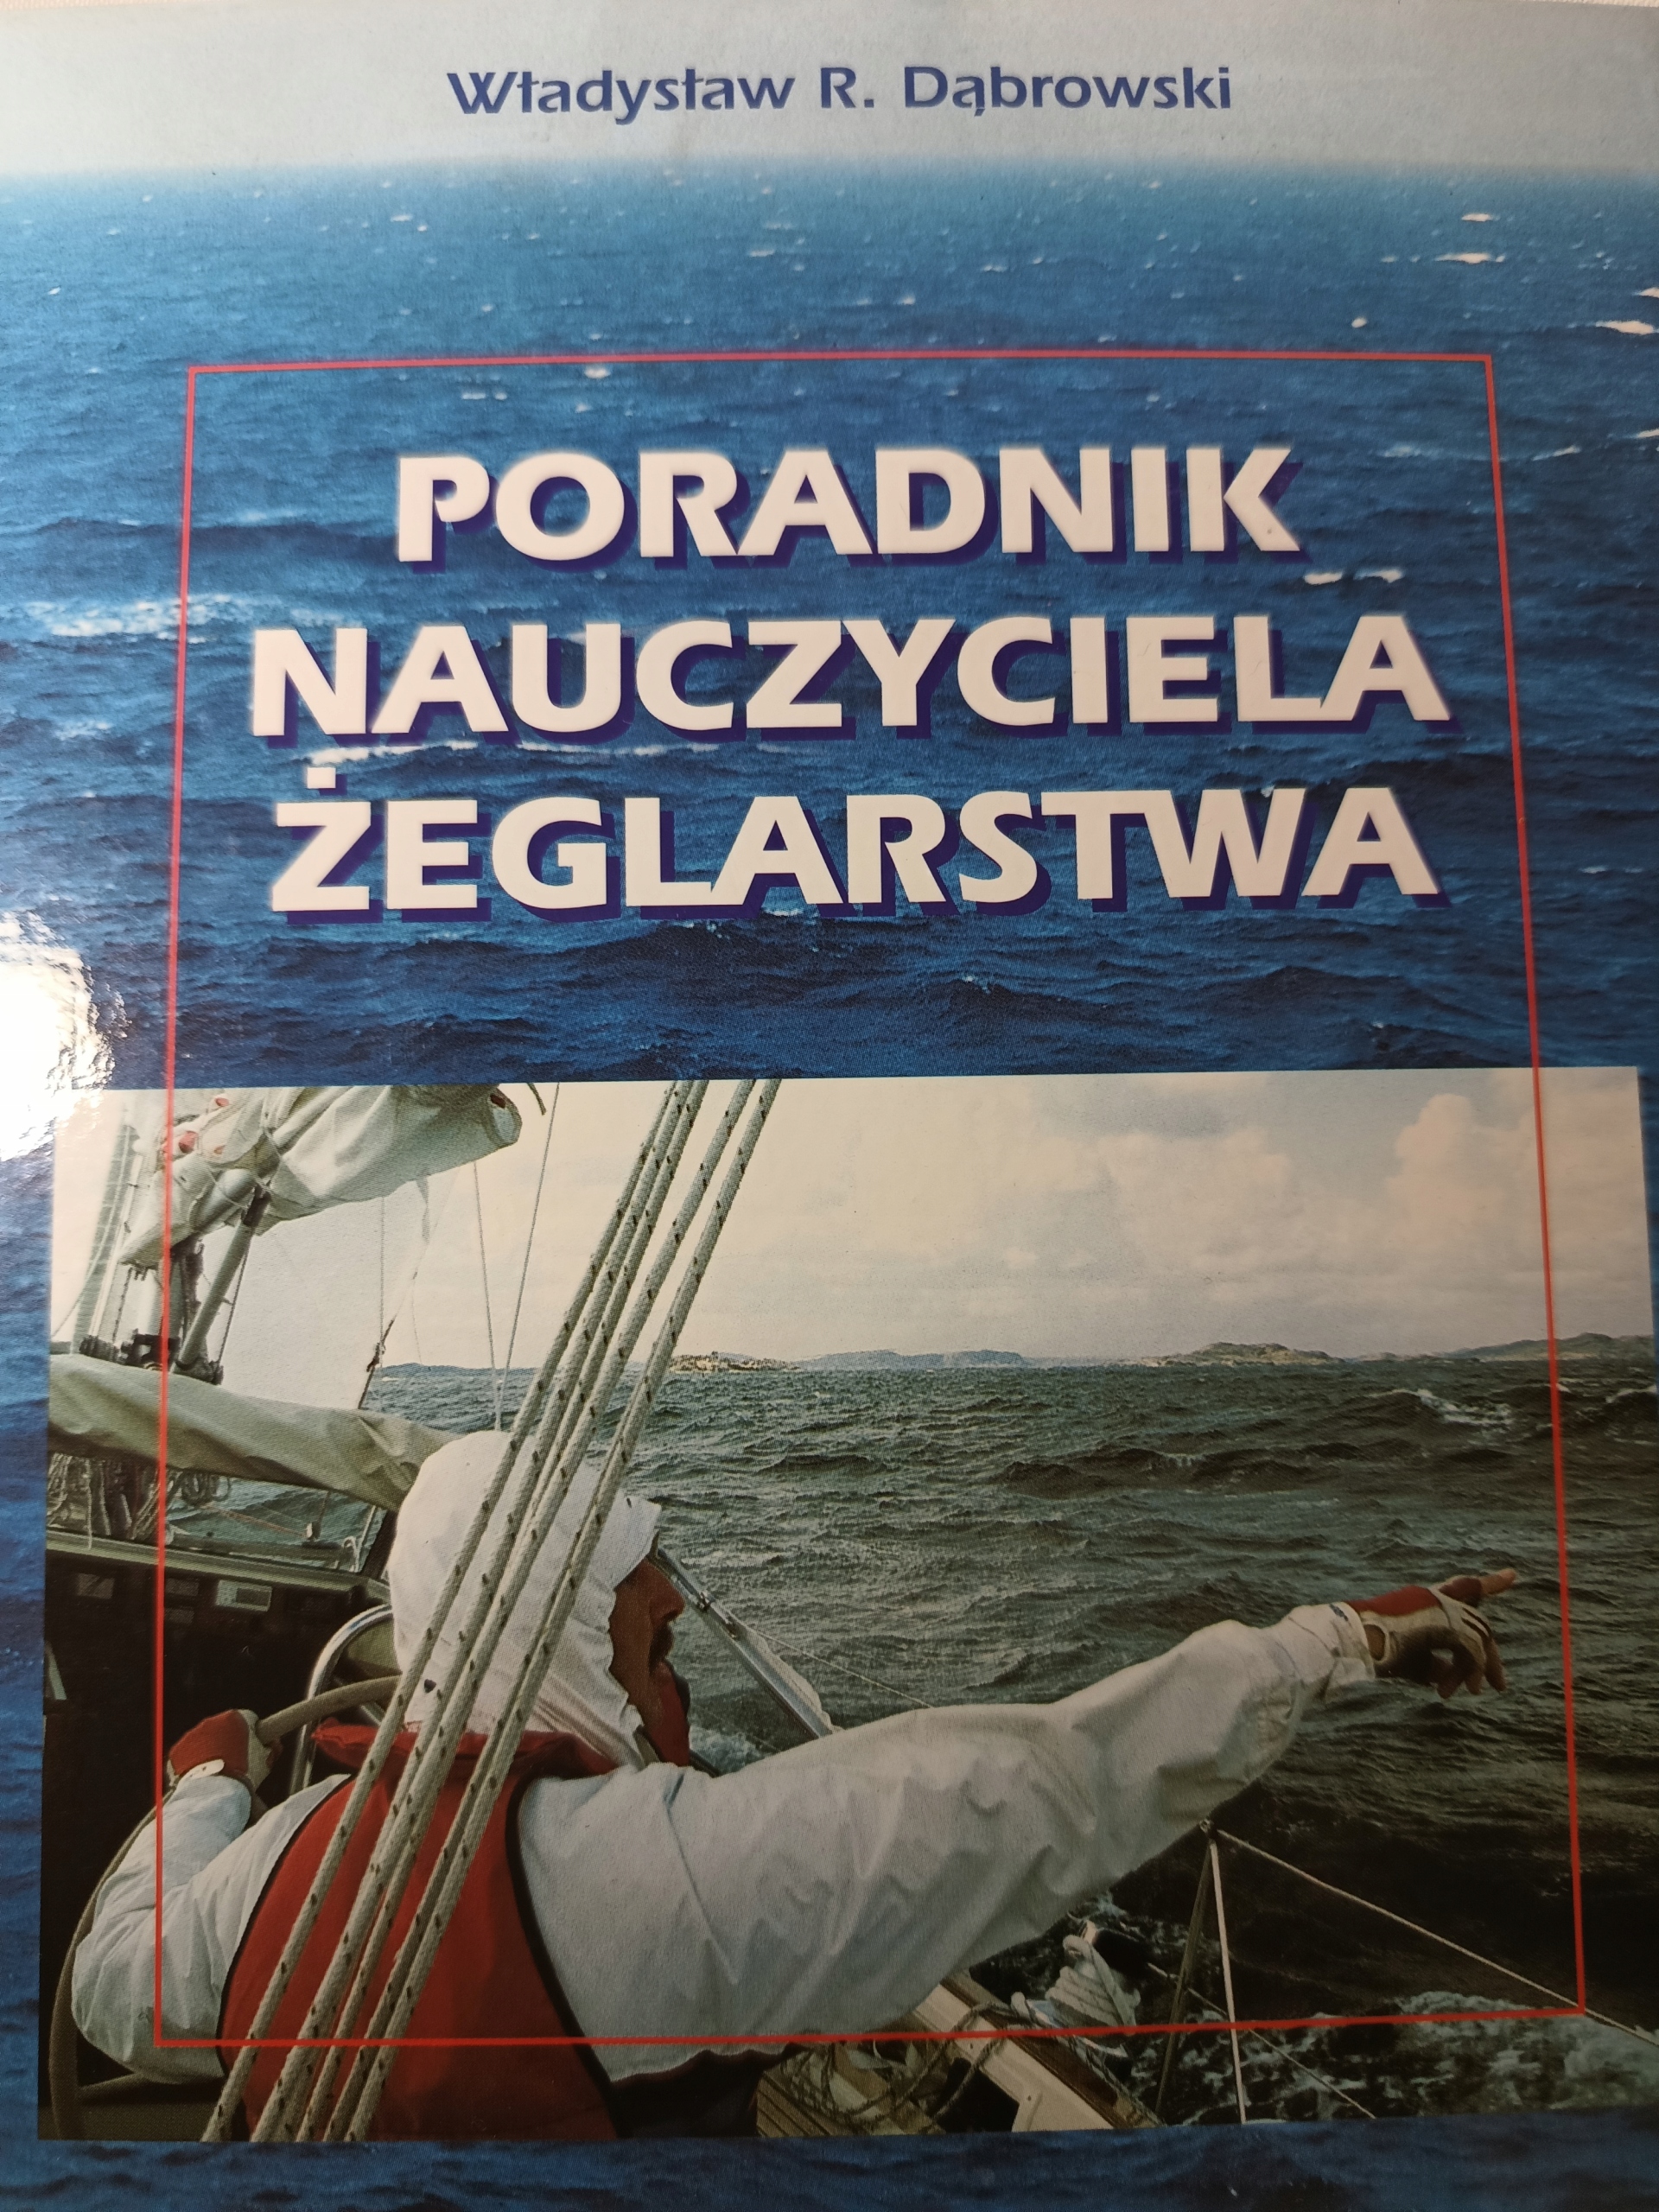 Władysław R. Dąbrowski
PORADNIK
NAUCZYCIELA
ŻEGLARSTWA